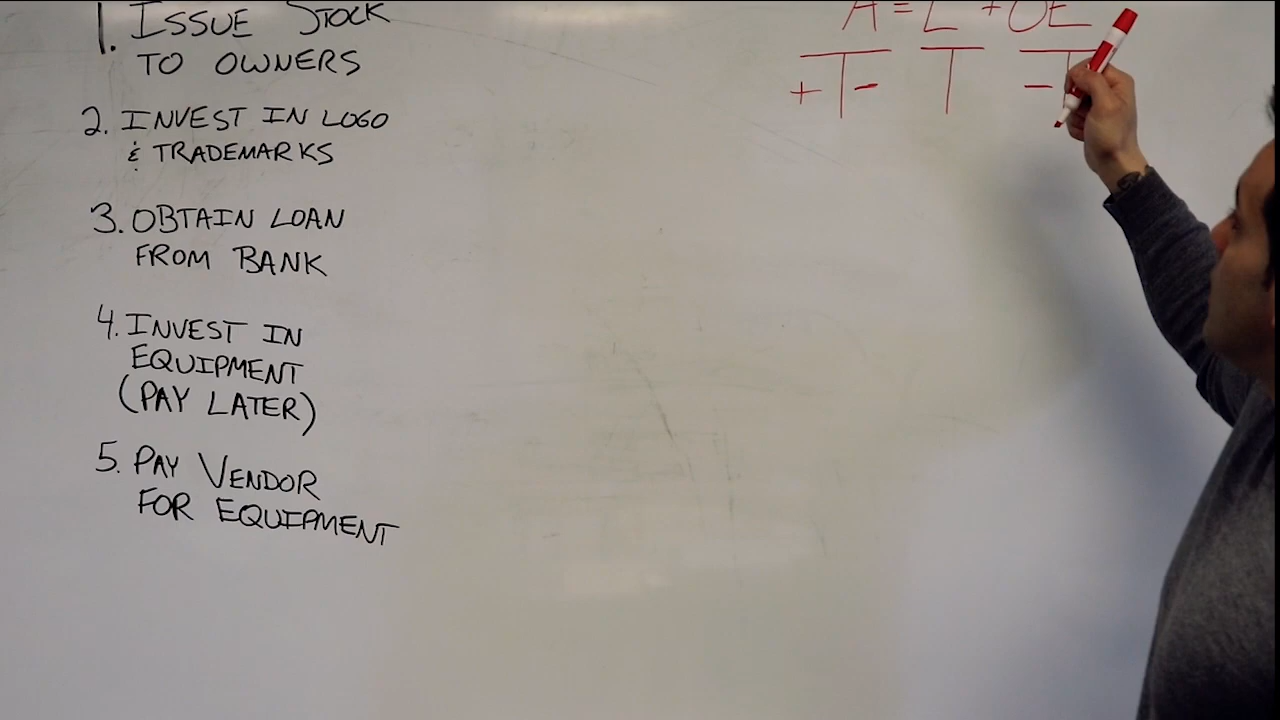 1. ISSUE STOCK
TO OWNERS
2. INVEST IN LOGO
& TRADEMARKS
3. OBTAIN LOAN
FROM BANK
4. INVEST IN
EQUIPMENT
(PAY LATER)
5. PAY VENDOR
FOR EQUIPMENT
A = L + OE
+ - -